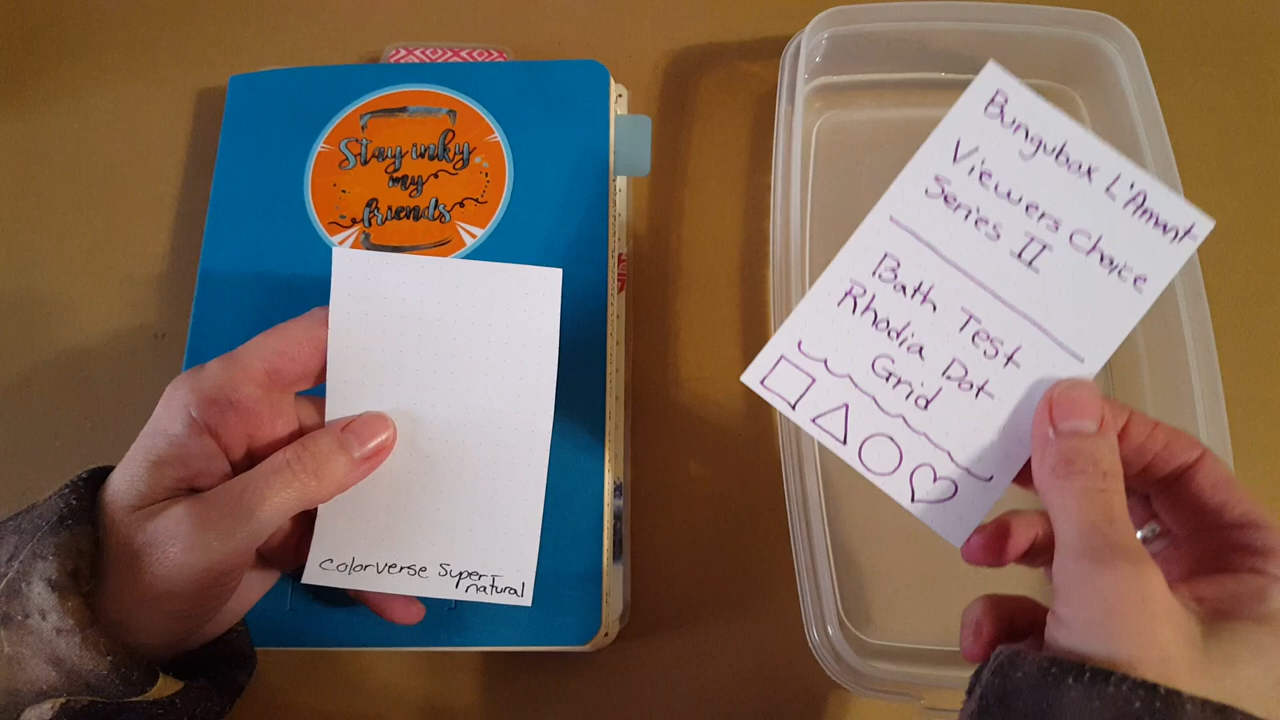 Stay inky
my
friends
Colorverse Super-
natural
Bungubox L'Amant
Viewers Choice
Series II
Bath Test
Rhodia Dot
Grid